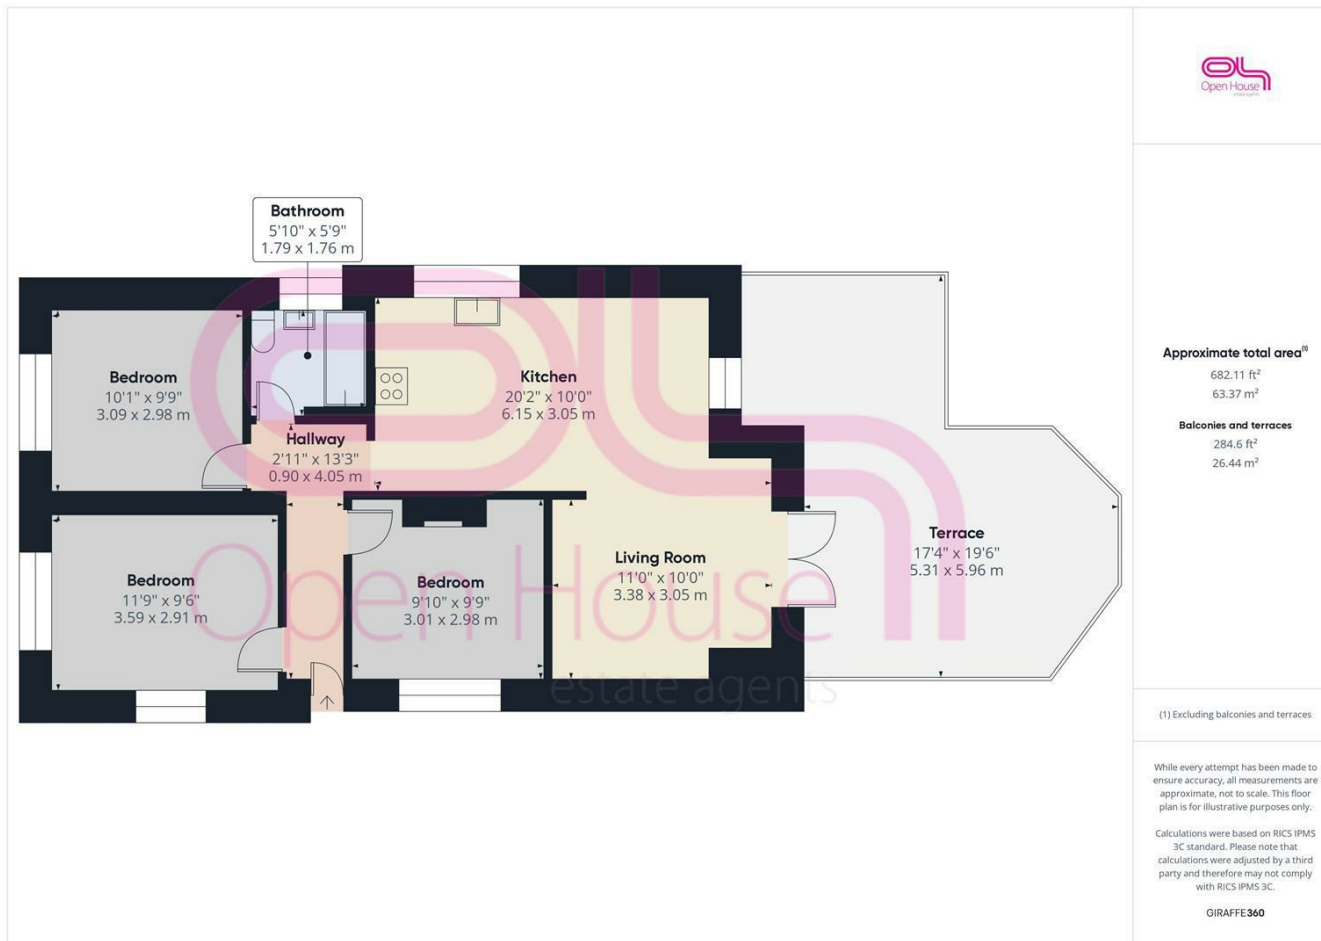 Bathroom
5'10" x 5'9"
1.79 x 1.76 m
Bedroom
10'1" x 9'9"
3.09 x 2.98 m
Kitchen
20'2" x 10'0"
6.15 x 3.05 m
Hallway
2'11" x 13'3"
0.90 x 4.05 m
Bedroom
11'9" x 9'6"
3.59 x 2.91 m
Bedroom
9'10" x 9'9"
3.01 x 2.98 m
Living Room
11'0" x 10'0"
3.38 x 3.05 m
Terrace
17'4" x 19'6"
5.31 x 5.96 m
Open House
estate agents
Open House
estate agents
Approximate total area(1)
682.11 ft²
63.37 m²
Balconies and terraces
284.6 ft²
26.44 m²
(1) Excluding balconies and terraces
While every attempt has been made to
ensure accuracy, all measurements are
approximate, not to scale. This floor
plan is for illustrative purposes only.
Calculations were based on RICS IPMS
3C standard. Please note that
calculations were adjusted by a third
party and therefore may not comply
with RICS IPMS 3C.
GIRAFFE360